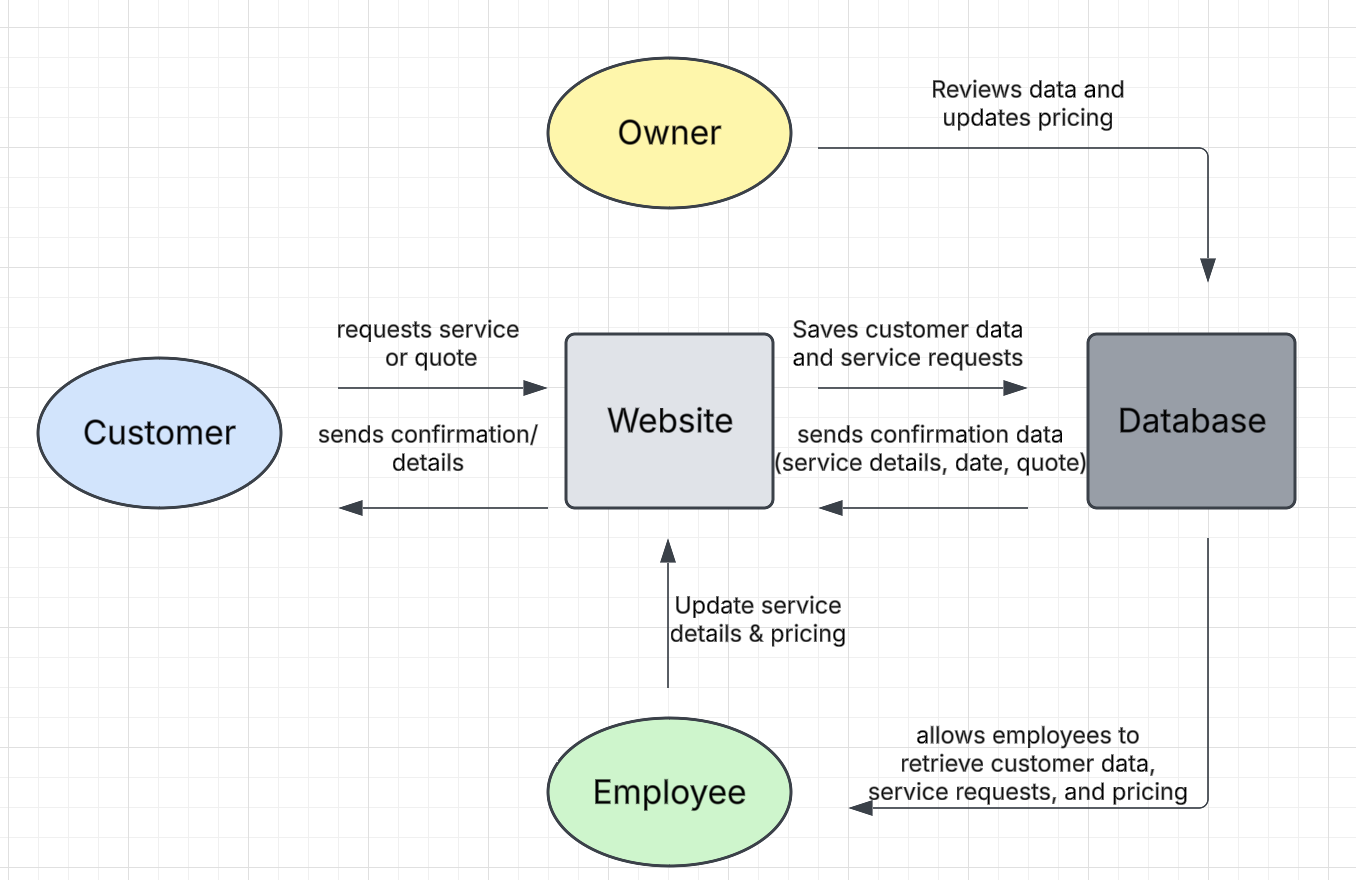 Owner
Reviews data and
updates pricing
requests service
or quote
Saves customer data
and service requests
Customer
Website
Database
sends confirmation/
details
sends confirmation data
(service details, date, quote)
Update service
details & pricing
Employee
allows employees to
retrieve customer data,
service requests, and pricing